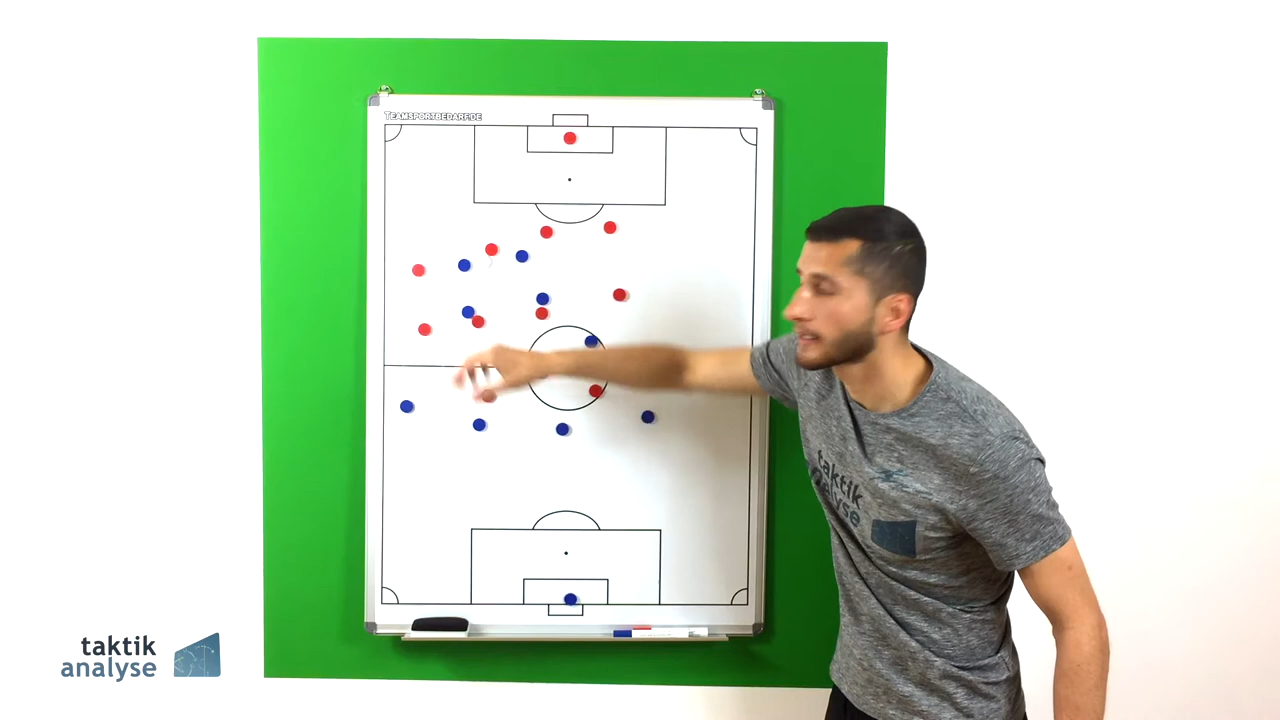 TEAMSPORTBEDARF.DE
taktik
analyse
taktik
analyse